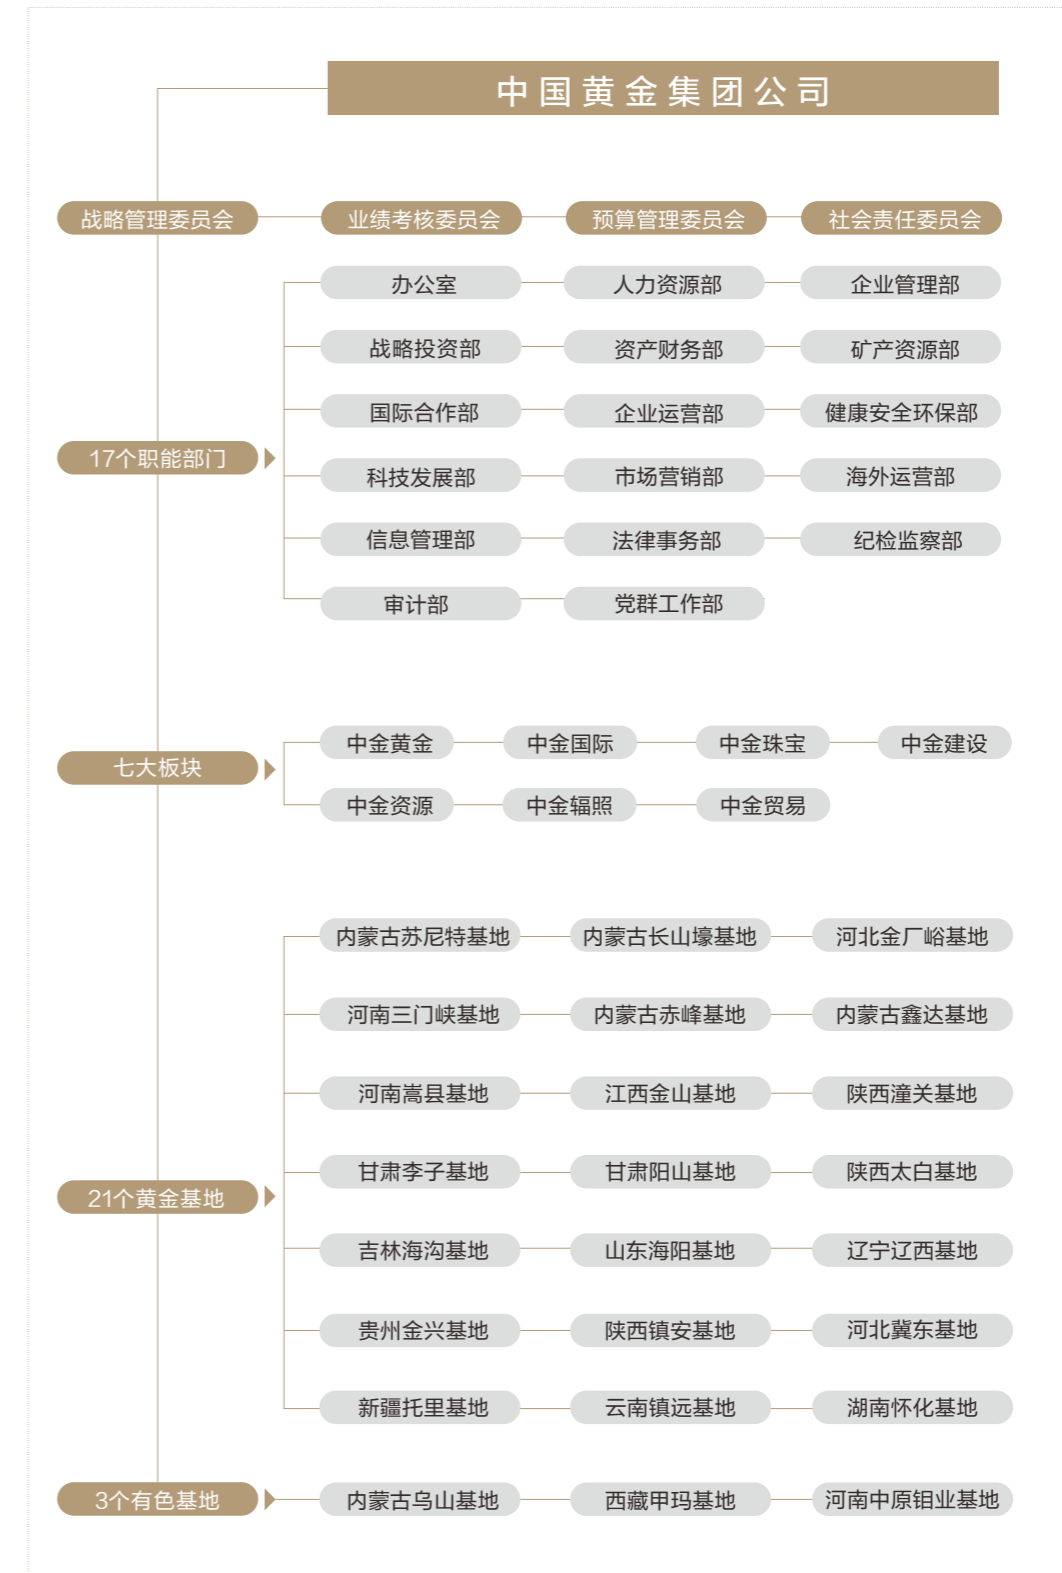 中国黄金集团公司
战略管理委员会 业绩考核委员会 预算管理委员会 社会责任委员会
办公室 人力资源部 企业管理部
战略投资部 资产财务部 矿产资源部
国际合作部 企业运营部 健康安全环保部
17个职能部门
科技发展部 市场营销部 海外运营部
信息管理部 法律事务部 纪检监察部
审计部 党群工作部
中金黄金 中金国际 中金珠宝 中金建设
七大板块
中金资源 中金辐照 中金贸易
内蒙古苏尼特基地 内蒙古长山壕基地 河北金厂峪基地
河南三门峡基地 内蒙古赤峰基地 内蒙古鑫达基地
河南嵩县基地 江西金山基地 陕西潼关基地
甘肃李子基地 甘肃阳山基地 陕西太白基地
21个黄金基地
吉林海沟基地 山东海阳基地 辽宁辽西基地
贵州金兴基地 陕西镇安基地 河北冀东基地
新疆托里基地 云南镇远基地 湖南怀化基地
3个有色基地 内蒙古乌山基地 西藏甲玛基地 河南中原钼业基地